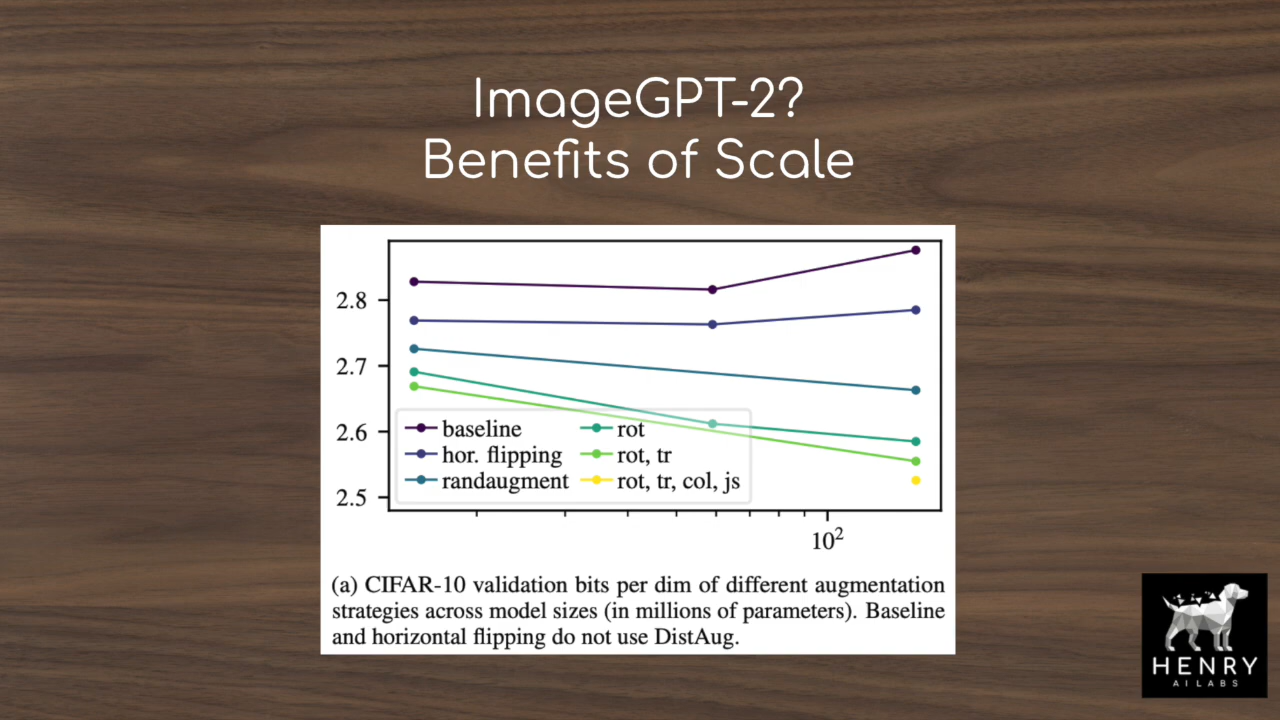 ImageGPT-2?
Benefits of Scale
2.8
2.7
2.6
2.5
baseline
hor. flipping
randaugment
rot
rot, tr
rot, tr, col, js
10²
(a) CIFAR-10 validation bits per dim of different augmentation
strategies across model sizes (in millions of parameters). Baseline
and horizontal flipping do not use DistAug.
HENRY
AI LABS